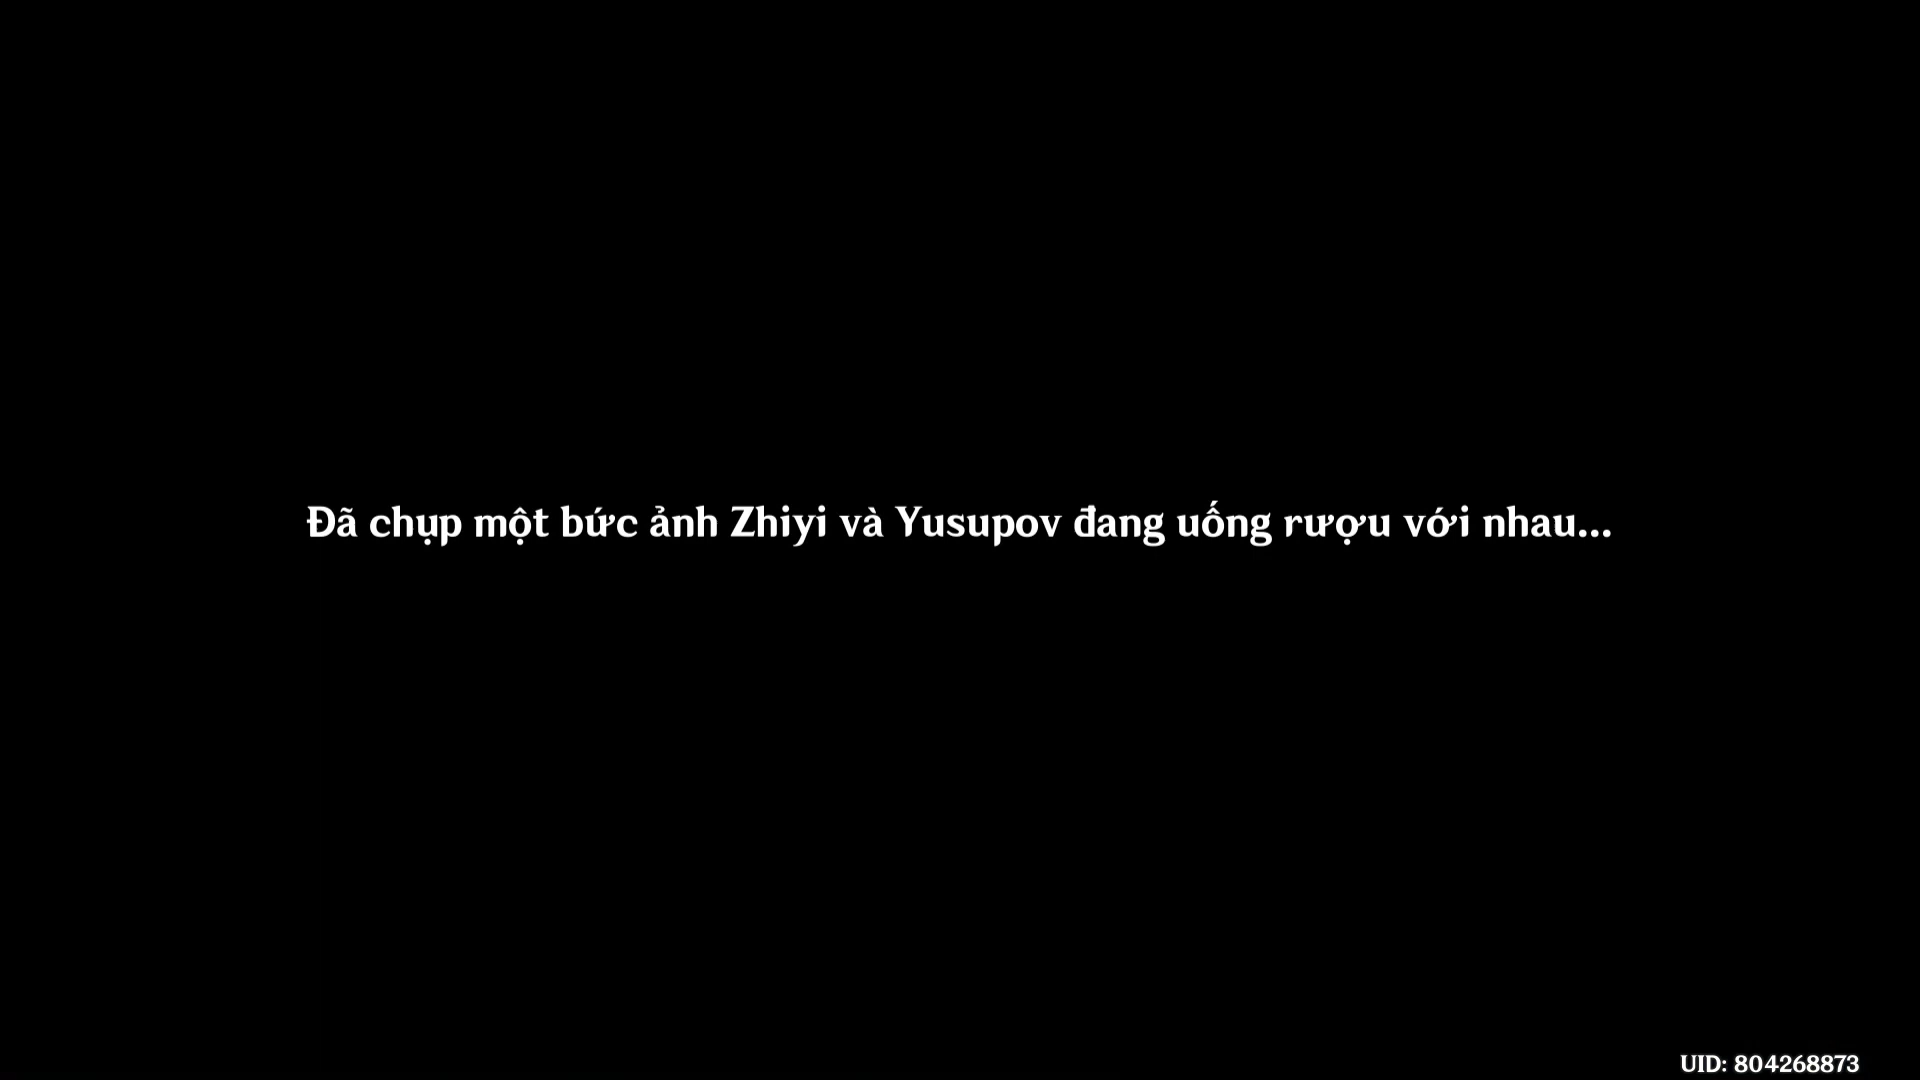 Đã chụp một bức ảnh Zhiyi và Yusupov đang uống rượu với nhau...
UID: 804268873